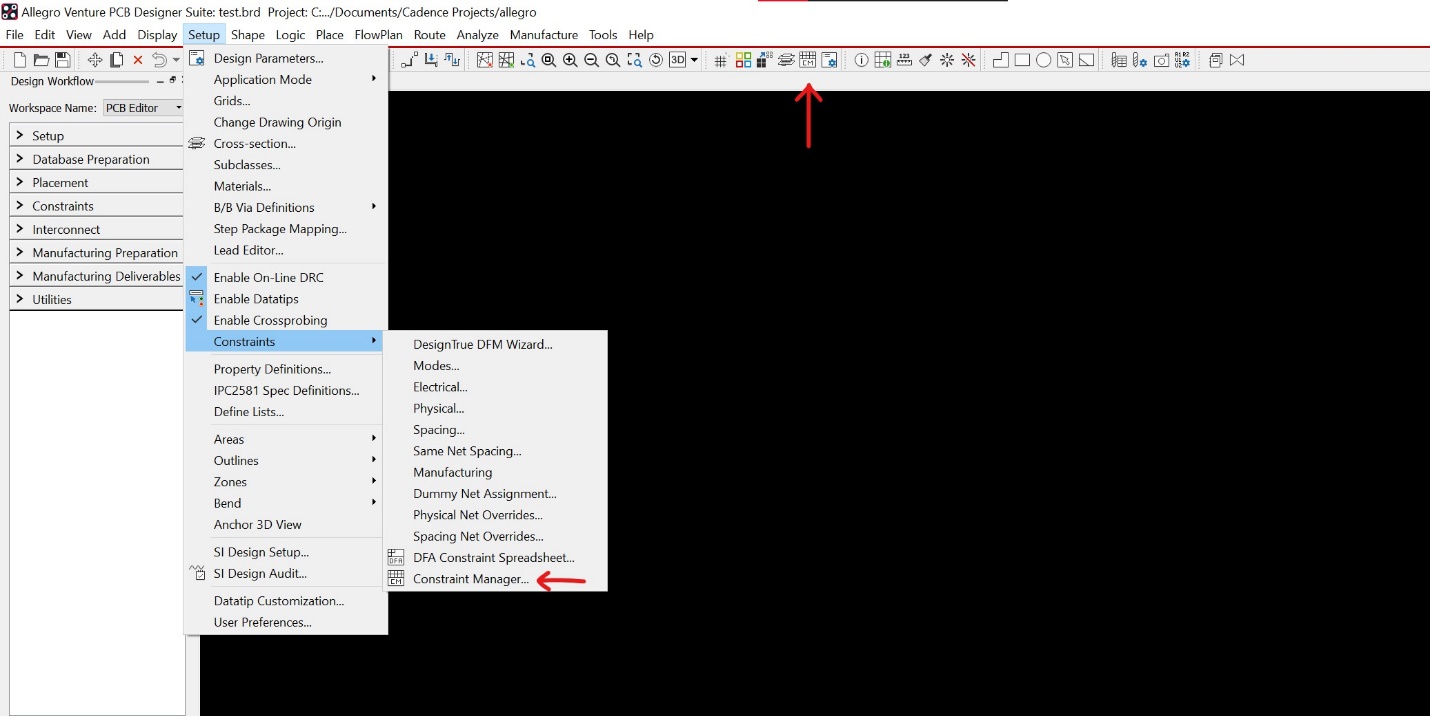 Allegro Venture PCB Designer Suite: test.brd  Project: C:.../Documents/Cadence Projects/allegro
File Edit View Add Display Setup Shape Logic Place FlowPlan Route Analyze Manufacture Tools Help
3D CM 123
Design Workflow
Workspace Name: PCB Editor
Setup
Database Preparation
Placement
Constraints
Interconnect
Manufacturing Preparation
Manufacturing Deliverables
Utilities
Design Parameters...
Application Mode
Grids...
Change Drawing Origin
Cross-section...
Subclasses...
Materials...
B/B Via Definitions
Step Package Mapping...
Lead Editor...
Enable On-Line DRC
Enable Datatips
Enable Crossprobing
Constraints
Property Definitions...
IPC2581 Spec Definitions...
Define Lists...
Areas
Outlines
Zones
Bend
Anchor 3D View
SI Design Setup...
SI Design Audit...
Datatip Customization...
User Preferences...
DesignTrue DFM Wizard...
Modes...
Electrical...
Physical...
Spacing...
Same Net Spacing...
Manufacturing
Dummy Net Assignment...
Physical Net Overrides...
Spacing Net Overrides...
DFA DFA Constraint Spreadsheet...
CM Constraint Manager...